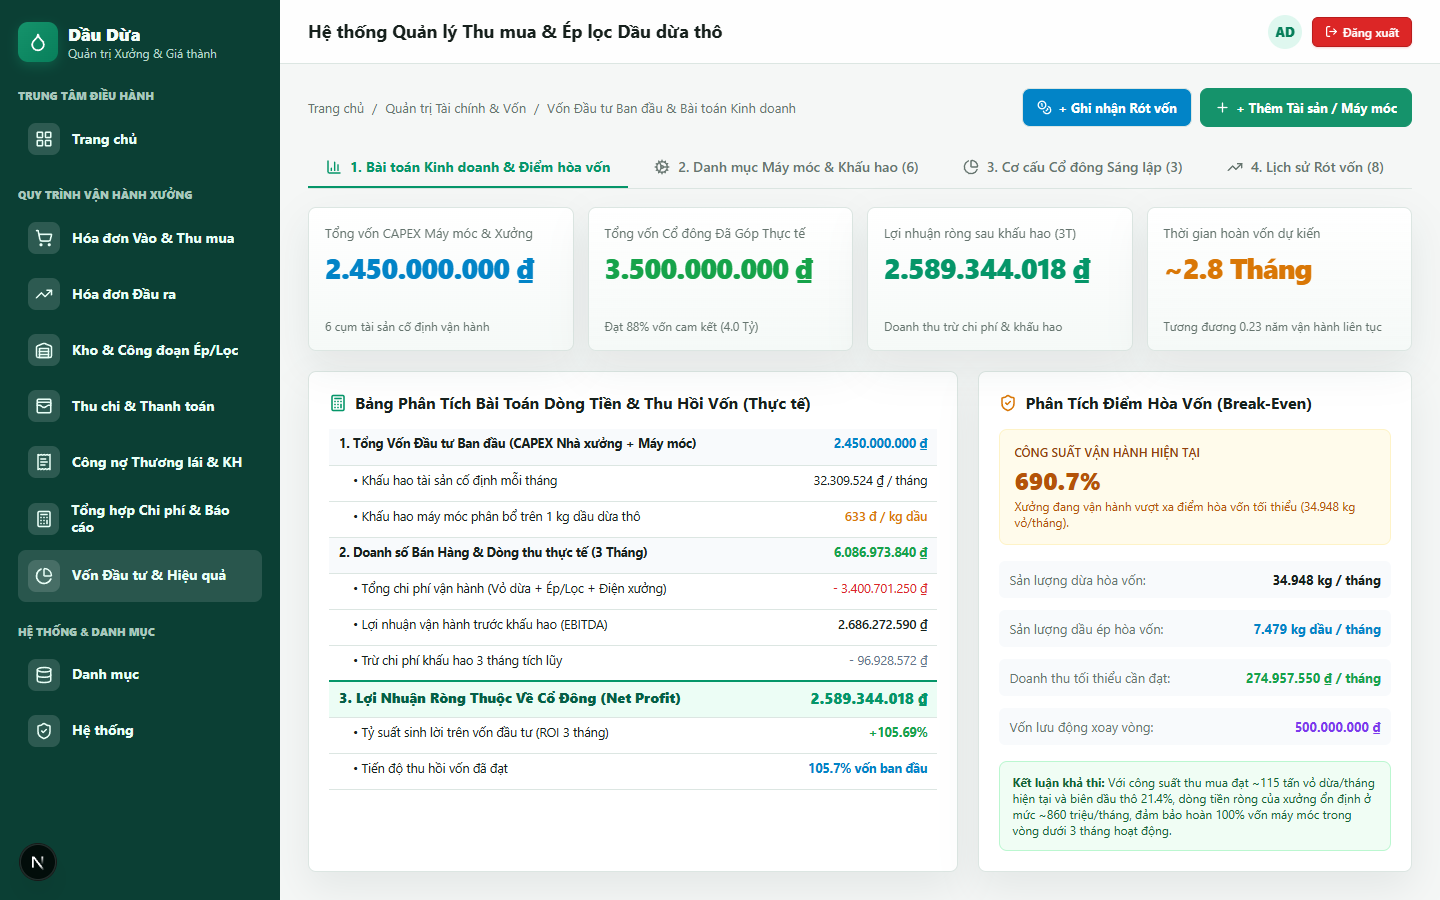 Dầu Dừa
Quản trị Xưởng & Giá thành
TRUNG TÂM ĐIỀU HÀNH
Trang chủ
QUY TRÌNH VẬN HÀNH XƯỞNG
Hóa đơn Vào & Thu mua
Hóa đơn Đầu ra
Kho & Công đoạn Ép/Lọc
Thu chi & Thanh toán
Công nợ Thương lái & KH
Tổng hợp Chi phí & Báo
cáo
Vốn Đầu tư & Hiệu quả
HỆ THỐNG & DANH MỤC
Danh mục
Hệ thống
N
Hệ thống Quản lý Thu mua & Ép lọc Dầu dừa thô
AD
Đăng xuất
Trang chủ / Quản trị Tài chính & Vốn / Vốn Đầu tư Ban đầu & Bài toán Kinh doanh
+ Ghi nhận Rót vốn
+ Thêm Tài sản / Máy móc
1. Bài toán Kinh doanh & Điểm hòa vốn
2. Danh mục Máy móc & Khấu hao (6)
3. Cơ cấu Cổ đông Sáng lập (3)
4. Lịch sử Rót vốn (8)
Tổng vốn CAPEX Máy móc & Xưởng
2.450.000.000 ₫
6 cụm tài sản cố định vận hành
Tổng vốn Cổ đông Đã Góp Thực tế
3.500.000.000 ₫
Đạt 88% vốn cam kết (4.0 Tỷ)
Lợi nhuận ròng sau khấu hao (3T)
2.589.344.018 ₫
Doanh thu trừ chi phí & khấu hao
Thời gian hoàn vốn dự kiến
~2.8 Tháng
Tương đương 0.23 năm vận hành liên tục
Bảng Phân Tích Bài Toán Dòng Tiền & Thu Hồi Vốn (Thực tế)
1. Tổng Vốn Đầu tư Ban đầu (CAPEX Nhà xưởng + Máy móc) 2.450.000.000 ₫
• Khấu hao tài sản cố định mỗi tháng 32.309.524 ₫ / tháng
• Khấu hao máy móc phân bổ trên 1 kg dầu dừa thô 633 đ / kg dầu
2. Doanh số Bán Hàng & Dòng thu thực tế (3 Tháng) 6.086.973.840 ₫
• Tổng chi phí vận hành (Vỏ dừa + Ép/Lọc + Điện xưởng) - 3.400.701.250 ₫
• Lợi nhuận vận hành trước khấu hao (EBITDA) 2.686.272.590 ₫
• Trừ chi phí khấu hao 3 tháng tích lũy - 96.928.572 ₫
3. Lợi Nhuận Ròng Thuộc Về Cổ Đông (Net Profit) 2.589.344.018 ₫
• Tỷ suất sinh lời trên vốn đầu tư (ROI 3 tháng) +105.69%
• Tiến độ thu hồi vốn đã đạt 105.7% vốn ban đầu
Phân Tích Điểm Hòa Vốn (Break-Even)
CÔNG SUẤT VẬN HÀNH HIỆN TẠI
690.7%
Xưởng đang vận hành vượt xa điểm hòa vốn tối thiểu (34.948 kg
vỏ/tháng).
Sản lượng dừa hòa vốn: 34.948 kg / tháng
Sản lượng dầu ép hòa vốn: 7.479 kg dầu / tháng
Doanh thu tối thiểu cần đạt: 274.957.550 ₫ / tháng
Vốn lưu động xoay vòng: 500.000.000 ₫
Kết luận khả thi: Với công suất thu mua đạt ~115 tấn vỏ dừa/tháng
hiện tại và biên dầu thô 21.4%, dòng tiền ròng của xưởng ổn định ở
mức ~860 triệu/tháng, đảm bảo hoàn 100% vốn máy móc trong
vòng dưới 3 tháng hoạt động.